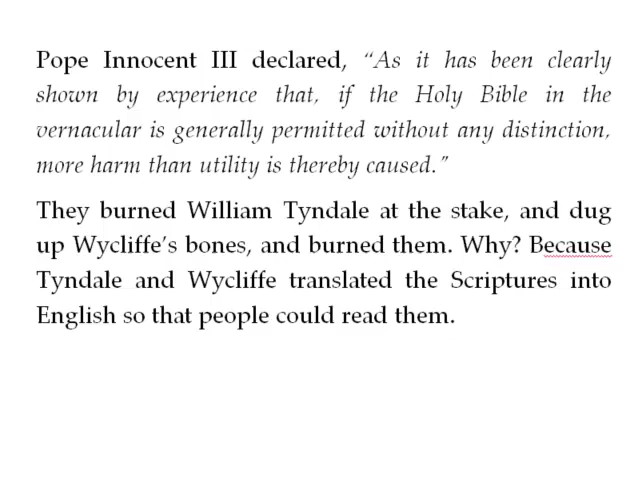 Pope Innocent III declared, “As it has been clearly
shown by experience that, if the Holy Bible in the
vernacular is generally permitted without any distinction,
more harm than utility is thereby caused.”
They burned William Tyndale at the stake, and dug
up Wycliffe’s bones, and burned them. Why? Because
Tyndale and Wycliffe translated the Scriptures into
English so that people could read them.